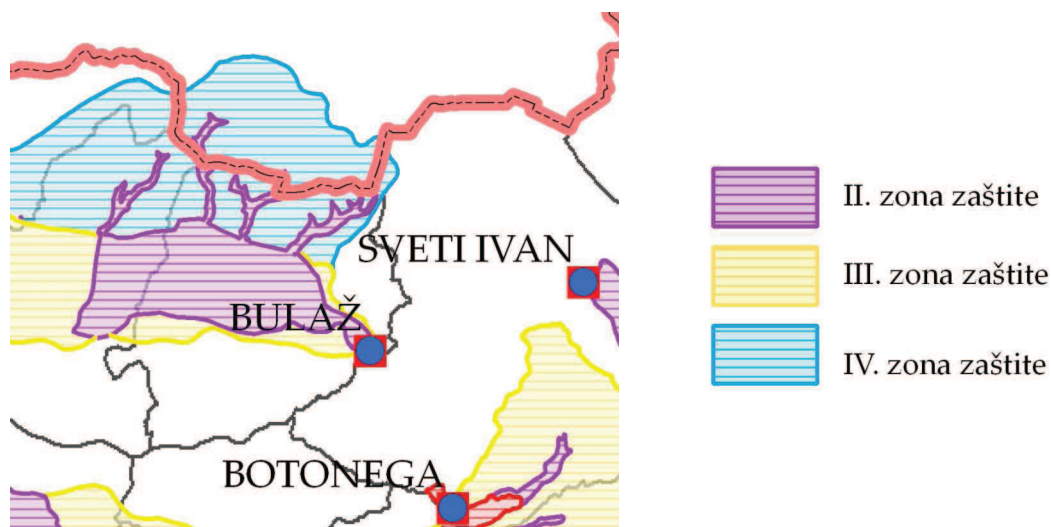 SVETI IVAN
BULAŽ
BOTONEGA
II. zona zaštite
III. zona zaštite
IV. zona zaštite